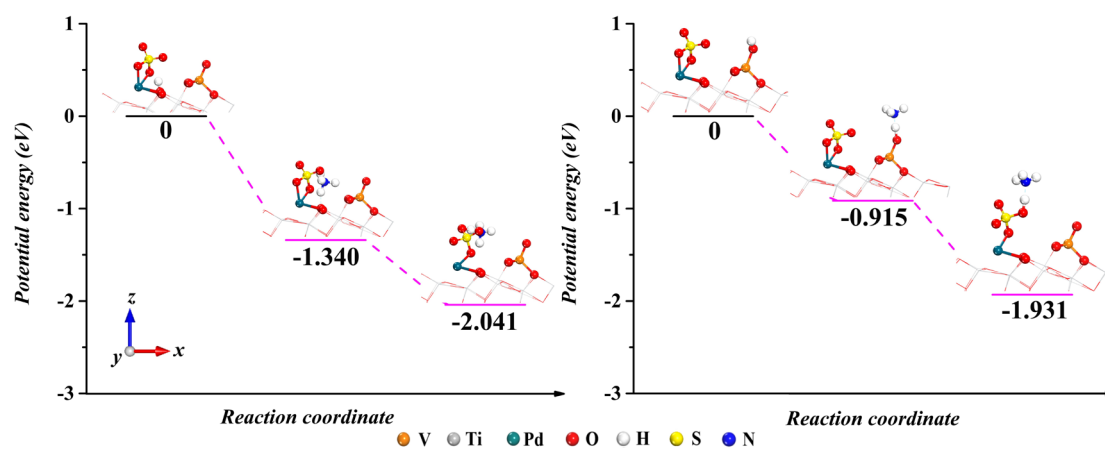 1
0
-1
-2
-3
Potential energy (eV)
0
-1.340
-2.041
z
y
x
Reaction coordinate
1
0
-1
-2
-3
Potential energy (eV)
0
-0.915
-1.931
Reaction coordinate
V Ti Pd O H S N